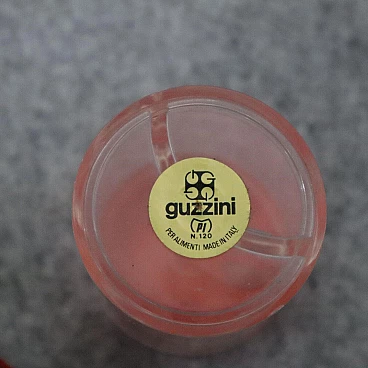 guzzini
PI
N.120
PER ALIMENTI MADE IN ITALY